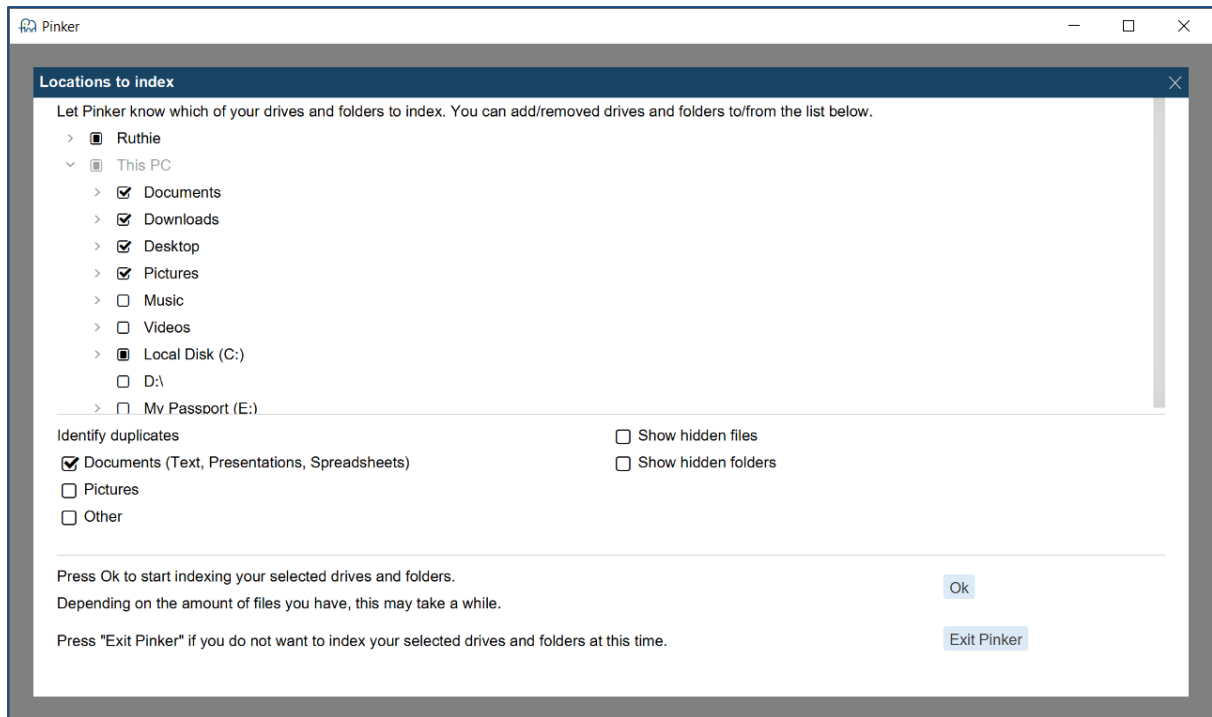 Pinker
Locations to index
Let Pinker know which of your drives and folders to index. You can add/removed drives and folders to/from the list below.
Ruthie
This PC
Documents
Downloads
Desktop
Pictures
Music
Videos
Local Disk (C:)
D:\
My Passport (E:)
Identify duplicates
Show hidden files
Documents (Text, Presentations, Spreadsheets)
Show hidden folders
Pictures
Other
Press Ok to start indexing your selected drives and folders.
Ok
Depending on the amount of files you have, this may take a while.
Press "Exit Pinker" if you do not want to index your selected drives and folders at this time.
Exit Pinker